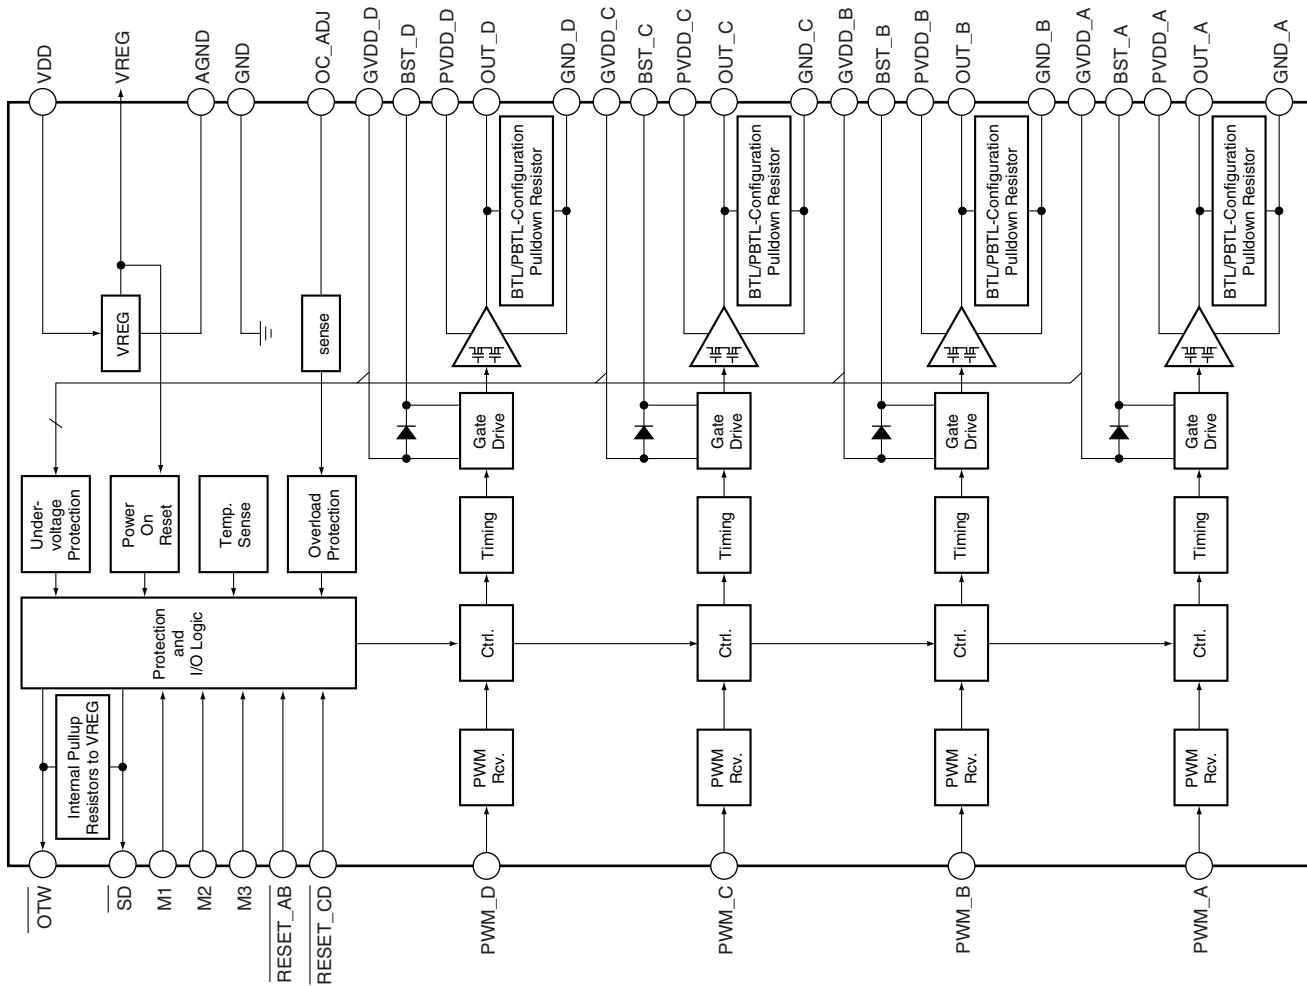 VDD
VREG
AGND
GND
OC_ADJ
GVDD_D
BST_D
PVDD_D
OUT_D
GND_D
GVDD_C
BST_C
PVDD_C
OUT_C
GND_C
GVDD_B
BST_B
PVDD_B
OUT_B
GND_B
GVDD_A
BST_A
PVDD_A
OUT_A
GND_A
VREG
sense
BTL/PBTL-Configuration
Pulldown Resistor
BTL/PBTL-Configuration
Pulldown Resistor
BTL/PBTL-Configuration
Pulldown Resistor
BTL/PBTL-Configuration
Pulldown Resistor
Gate
Drive
Gate
Drive
Gate
Drive
Gate
Drive
Under-
voltage
Protection
Power
On
Reset
Temp.
Sense
Overload
Protection
Timing
Timing
Timing
Timing
Protection
and
I/O Logic
Ctrl.
Ctrl.
Ctrl.
Ctrl.
Internal Pullup
Resistors to VREG
PWM
Rcv.
PWM
Rcv.
PWM
Rcv.
PWM
Rcv.
OTW
SD
M1
M2
M3
RESET_AB
RESET_CD
PWM_D
PWM_C
PWM_B
PWM_A